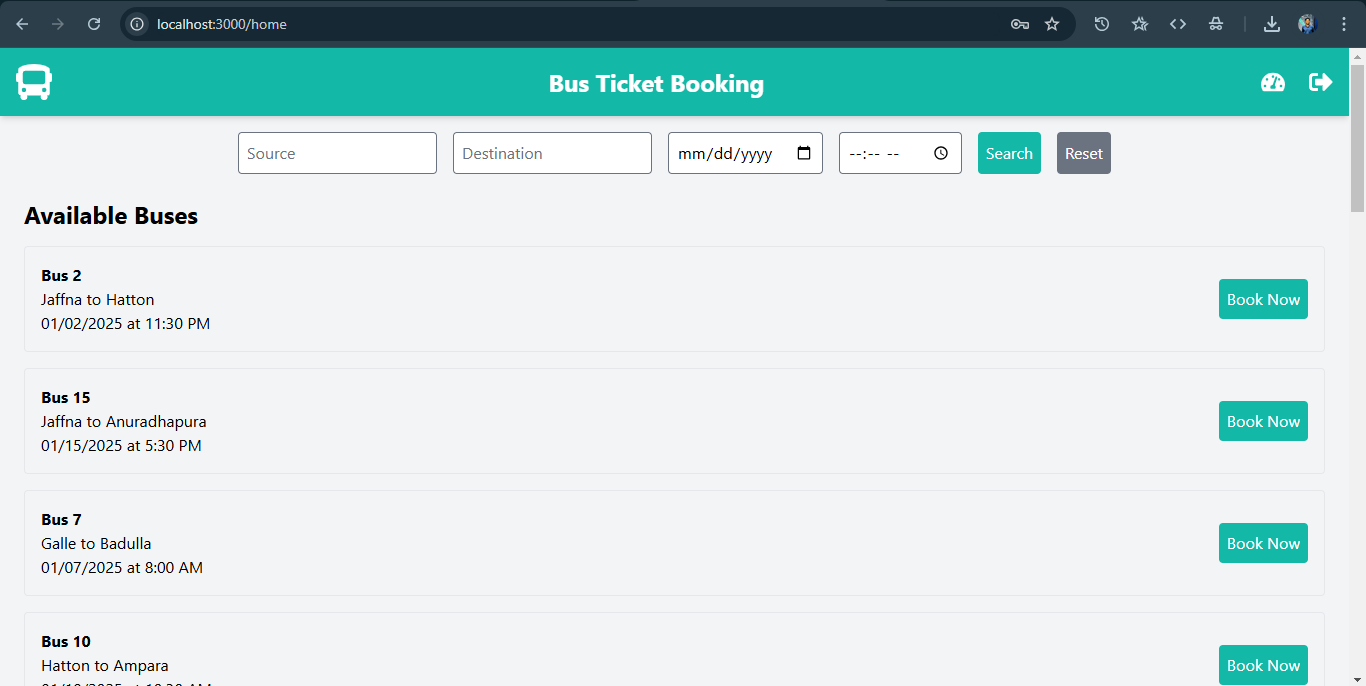 localhost:3000/home
Bus Ticket Booking
Source Destination mm/dd/yyyy --:-- -- Search Reset
Available Buses
Bus 2
Jaffna to Hatton
01/02/2025 at 11:30 PM
Book Now
Bus 15
Jaffna to Anuradhapura
01/15/2025 at 5:30 PM
Book Now
Bus 7
Galle to Badulla
01/07/2025 at 8:00 AM
Book Now
Bus 10
Hatton to Ampara
Book Now